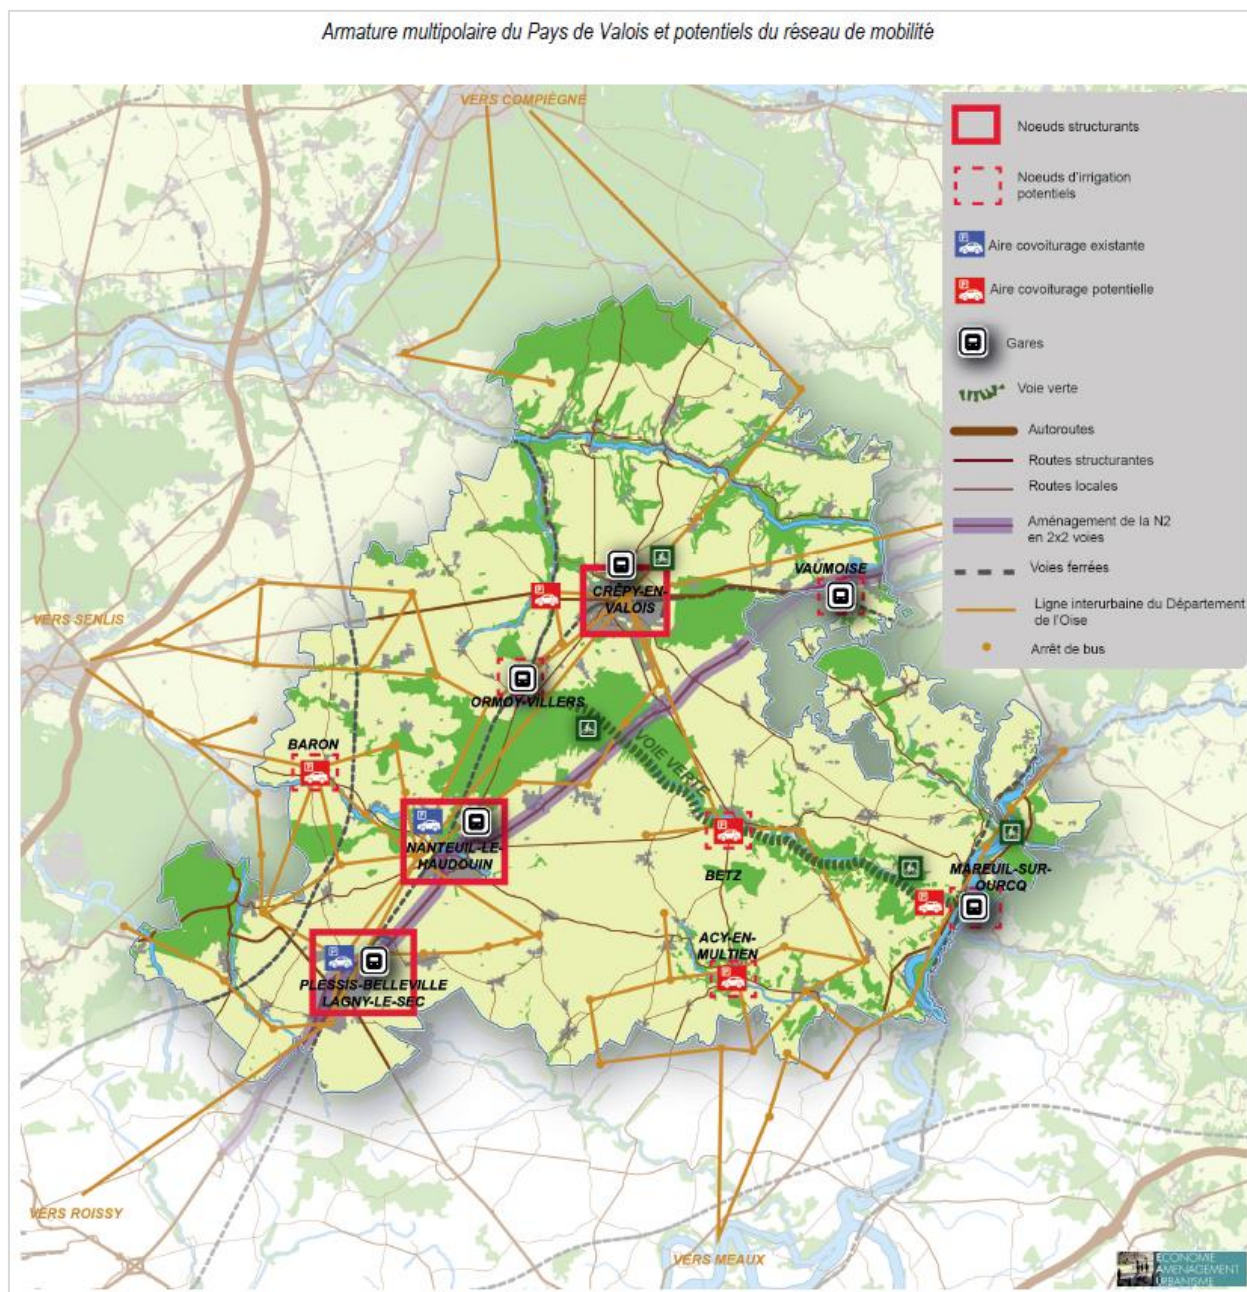 Armature multipolaire du Pays de Valois et potentiels du réseau de mobilité
VERS COMPIÈGNE
Noeuds structurants
Noeuds d'irrigation
potentiels
P
Aire covoiturage existante
P
Aire covoiturage potentielle
Gares
Voie verte
Autoroutes
Routes structurantes
Routes locales
Aménagement de la N2
en 2x2 voies
Voies ferrées
Ligne interurbaine du Département
de l'Oise
Arrêt de bus
VAUMOISE
CRÉPY-EN-
VALOIS
VERS SENLIS
ORMOY-VILLERS
BARON
VOIE VERTE
NANTEUIL-LE-
HAUDOUIN
BETZ
MAREUIL-SUR-
OURCQ
ACY-EN-
MULTIEN
PLESSIS-BELLEVILLE
LAGNY-LE-SEC
VERS ROISSY
VERS MEAUX
ECONOMIE
AMENAGEMENT
URBANISME